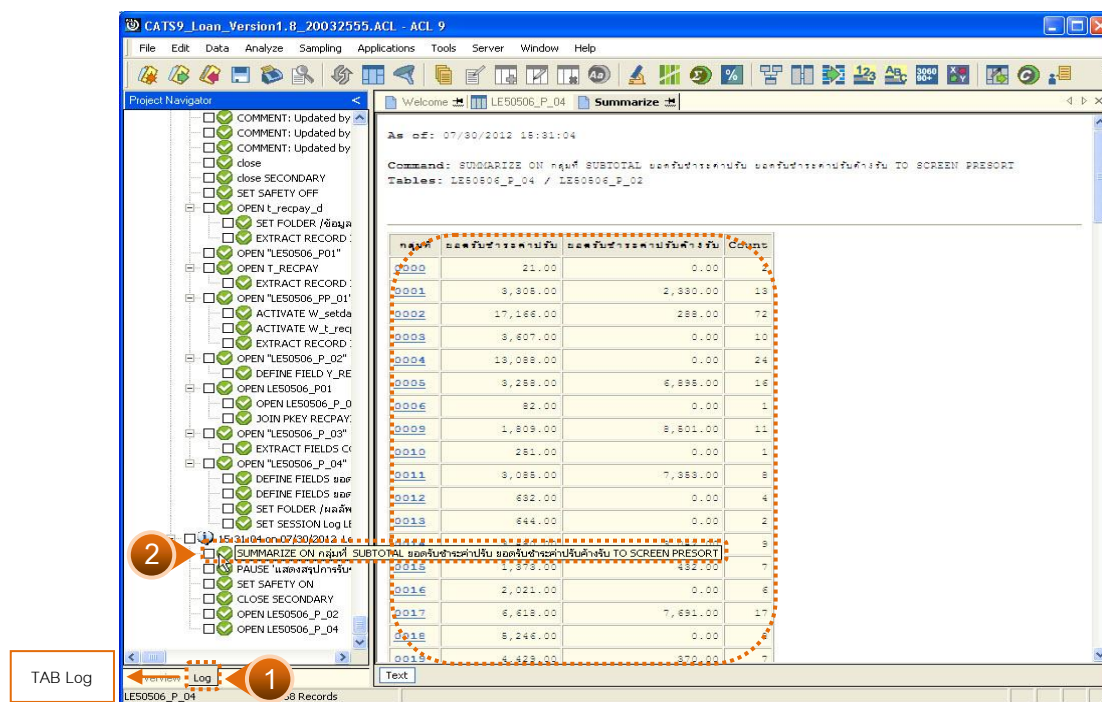 CATS9_Loan_Version1.8_20032555.ACL - ACL 9
File Edit Data Analyze Sampling Applications Tools Server Window Help
Project Navigator
Welcome LE50506_P_04 Summarize
COMMENT: Updated by
COMMENT: Updated by
COMMENT: Updated by
close
close SECONDARY
SET SAFETY OFF
OPEN t_recpay_d
SET FOLDER /ข้อมูล
EXTRACT RECORD
OPEN "LE50506_P01"
OPEN T_RECPAY
EXTRACT RECORD
OPEN "LE50506_PP_01"
ACTIVATE W_setda
ACTIVATE W_t_rec
EXTRACT RECORD
OPEN "LE50506_P_02"
DEFINE FIELD Y_RE
OPEN LE50506_P01
OPEN LE50506_P_0
JOIN PKEY RECPAY
OPEN "LE50506_P_03"
EXTRACT FIELDS
OPEN "LE50506_P_04"
DEFINE FIELDS ยอด
DEFINE FIELDS ยอด
SET FOLDER /ผลลัพ
SET SESSION Log LE
15:31:04 on 07/30/2012
SUMMARIZE ON กลุ่มที่ SUBTOTAL ยอดรับชำระค่าปรับ ยอดรับชำระค่าปรับค้างรับ TO SCREEN PRESORT
PAUSE 'แสดงสรุปการรับ
SET SAFETY ON
CLOSE SECONDARY
OPEN LE50506_P_02
OPEN LE50506_P_04
As of: 07/30/2012 15:31:04
Command: SUMMARIZE ON กลุ่มที่ SUBTOTAL ยอดรับชำระค่าปรับ ยอดรับชำระค่าปรับค้างรับ TO SCREEN PRESORT
Tables: LE50506_P_04 / LE50506_P_02
กลุ่มที่ ยอดรับชำระค่าปรับ ยอดรับชำระค่าปรับค้างรับ Count
0000 21.00 0.00 2
0001 3,305.00 2,330.00 13
0002 17,166.00 288.00 72
0003 3,607.00 0.00 10
0004 13,088.00 0.00 24
0005 3,258.00 6,895.00 16
0006 82.00 0.00 1
0009 1,809.00 8,501.00 11
0010 251.00 0.00 1
0011 3,085.00 7,353.00 8
0012 632.00 0.00 4
0013 644.00 0.00 2
0015 1,373.00 432.00 7
0016 2,021.00 0.00 6
0017 6,618.00 7,691.00 17
0018 5,246.00 0.00
0019 4,429.00 370.00 7
2
1
TAB Log
Overview Log
Text
LE50506_P_04
Records